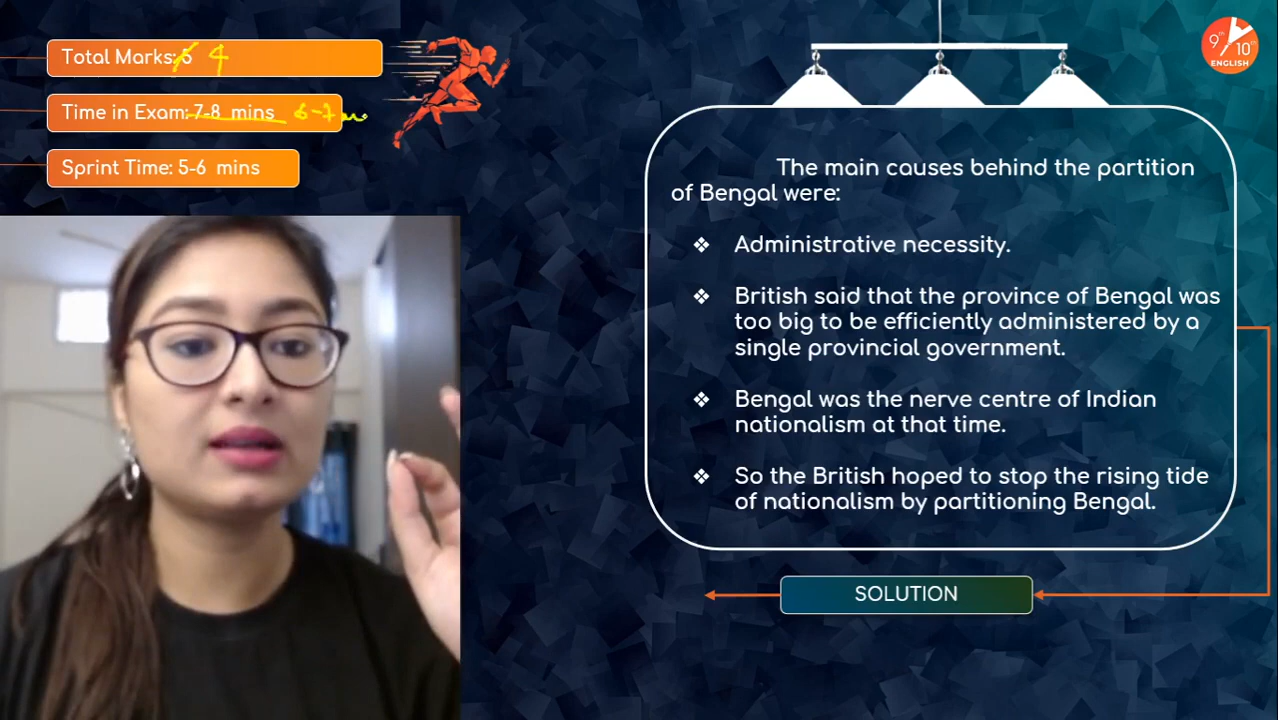 Total Marks: 5 4
Time in Exam: 7-8 mins 6-7
Sprint Time: 5-6 mins
9th 10th
ENGLISH
The main causes behind the partition
of Bengal were:
❖ Administrative necessity.
❖ British said that the province of Bengal was
too big to be efficiently administered by a
single provincial government.
❖ Bengal was the nerve centre of Indian
nationalism at that time.
❖ So the British hoped to stop the rising tide
of nationalism by partitioning Bengal.
SOLUTION